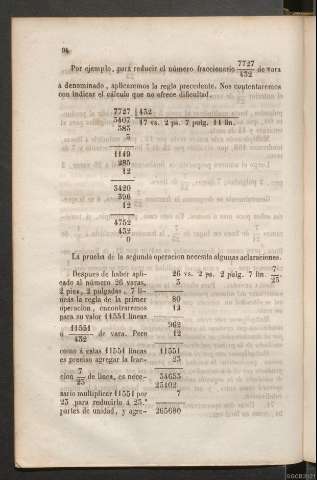 94
Por ejemplo, para reducir el número fraccionario 7727/432 de vara
a denominado, aplicaremos la regla precedente. Nos contentaremos
con indicar el cálculo que no ofrece dificultad.
7727 | 432
3407 17 vs. 2 ps. 7 pulg. 11 lin.
383
3
1149
285
12
3420
396
12
4752
432
0
La prueba de la segunda operacion necesita algunas aclaraciones.
Despues de haber apli-
cado al número 26 varas,
2 pies, 2 pulgadas, 7 lí-
neas la regla de la primer
operacion, encontraremos
para su valor 11551 líneas
ó 11551/432 de vara. Pero
como á estas 11551 líneas
es preciso agregar la frac-
cion 7/25 de línea, es nece-
sario multiplicar 11551 por
25 para reducirlo á 25.os
partes de unidad, y agre-
26 vs. 2 ps. 2 pulg. 7 lin. 7/25
3
80
12
962
12
11551
25
23102
7